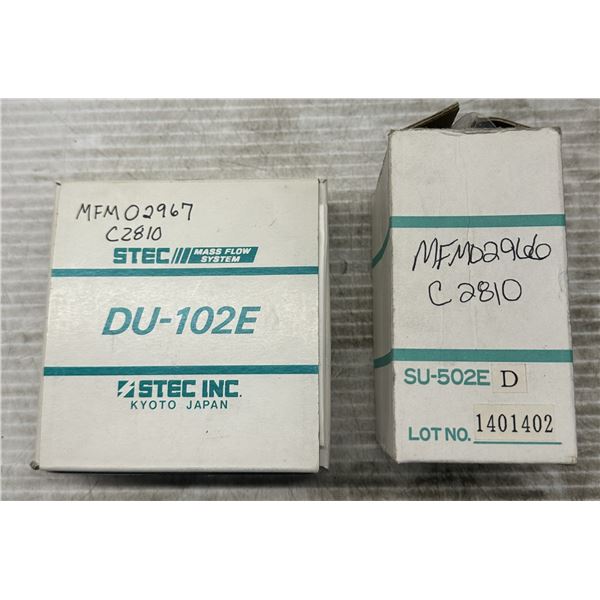 MFM02967
C2810
STEC MASS FLOW SYSTEM
DU-102E
STEC INC.
KYOTO JAPAN
MFM02966
C2810
SU-502E D
LOT NO. 1401402